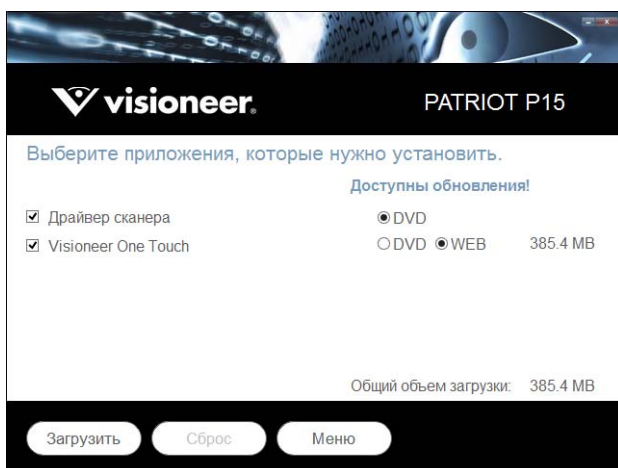 visioneer.
PATRIOT P15
Выберите приложения, которые нужно установить.
Доступны обновления!
Драйвер сканера DVD
Visioneer One Touch DVD WEB 385.4 MB
Общий объем загрузки: 385.4 MB
Загрузить Сброс Меню